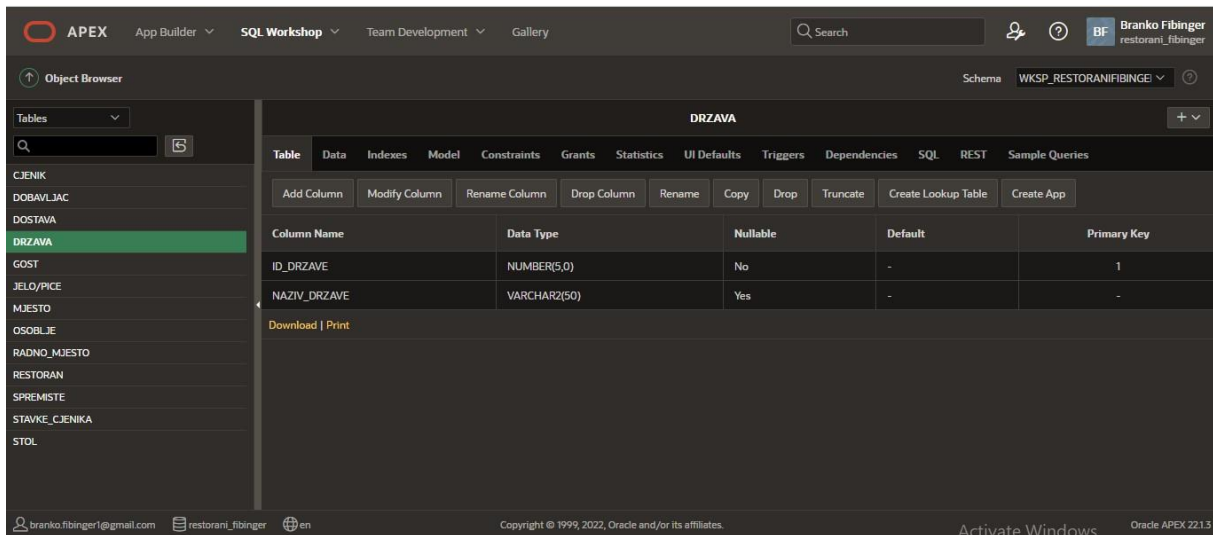 APEX App Builder SQL Workshop Team Development Gallery Search BF Branko Fibinger
restorani_fibinger
Object Browser Schema WKSP_RESTORANIFIBINGE
Tables DRZAVA
Table Data Indexes Model Constraints Grants Statistics UI Defaults Triggers Dependencies SQL REST Sample Queries
Add Column Modify Column Rename Column Drop Column Rename Copy Drop Truncate Create Lookup Table Create App
CJENIK
DOBAVLJAC
DOSTAVA
DRZAVA
GOST
JELO/PICE
MJESTO
OSOBLJE
RADNO_MJESTO
RESTORAN
SPREMISTE
STAVKE_CJENIKA
STOL
Column Name Data Type Nullable Default Primary Key
ID_DRZAVE NUMBER(5,0) No - 1
NAZIV_DRZAVE VARCHAR2(50) Yes - -
Download | Print
branko.fibinger1@gmail.com restorani_fibinger en Copyright © 1999, 2022, Oracle and/or its affiliates. Activate Windows Oracle APEX 22.1.3